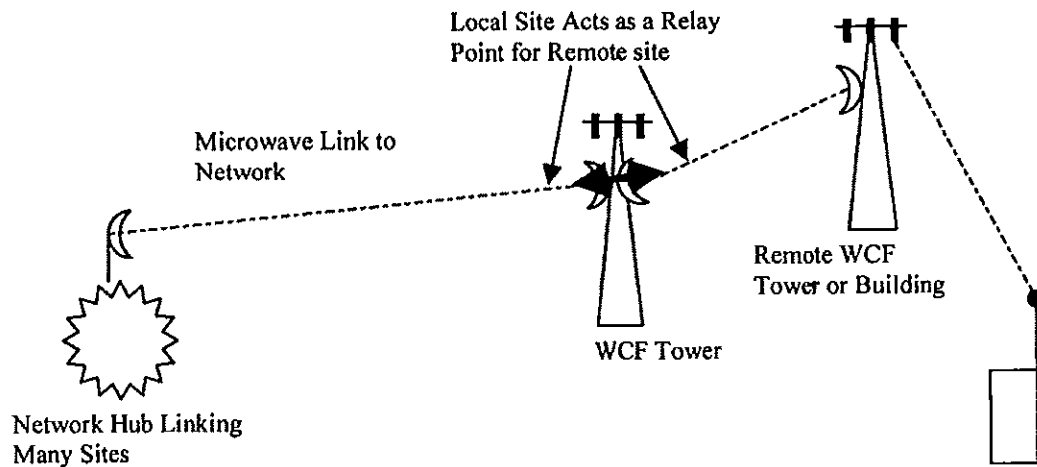 Local Site Acts as a Relay
Point for Remote site
Microwave Link to
Network
Remote WCF
Tower or Building
WCF Tower
Network Hub Linking
Many Sites